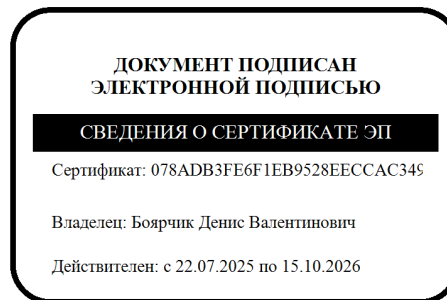 ДОКУМЕНТ ПОДПИСАН
ЭЛЕКТРОННОЙ ПОДПИСЬЮ
СВЕДЕНИЯ О СЕРТИФИКАТЕ ЭП
Сертификат: 078ADB3FE6F1EB9528EECCAC349
Владелец: Боярчик Денис Валентинович
Действителен: с 22.07.2025 по 15.10.2026